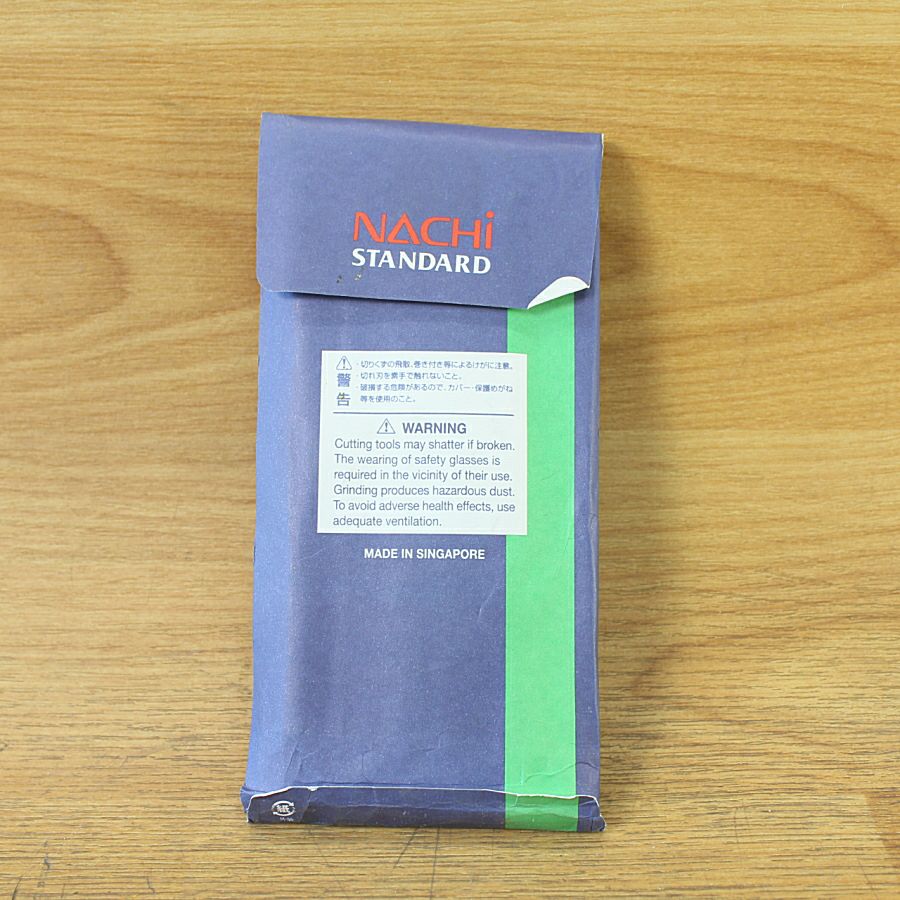 NACHi
STANDARD
・切りくずの飛散、巻き付き等によるけがに注意。
警告
・切れ刃を素手で触れないこと。
・破損する危険があるので、カバー・保護めがね
等を使用のこと。
WARNING
Cutting tools may shatter if broken.
The wearing of safety glasses is
required in the vicinity of their use.
Grinding produces hazardous dust.
To avoid adverse health effects, use
adequate ventilation.
MADE IN SINGAPORE
紙